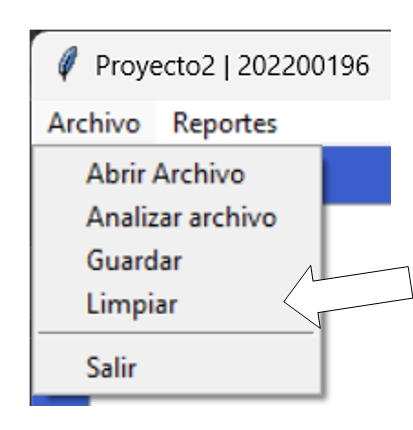 Proyecto2 | 202200196
Archivo Reportes
Abrir Archivo
Analizar archivo
Guardar
Limpiar
Salir